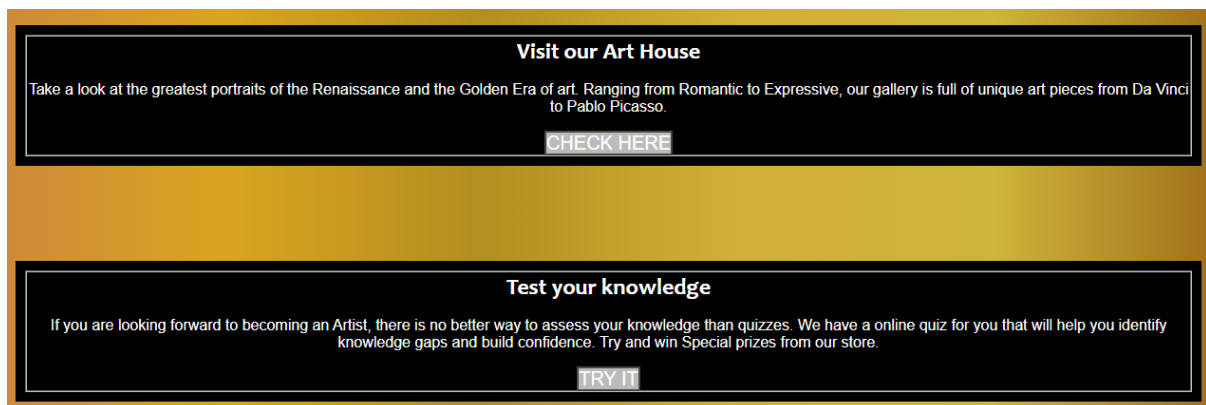 Visit our Art House
Take a look at the greatest portraits of the Renaissance and the Golden Era of art. Ranging from Romantic to Expressive, our gallery is full of unique art pieces from Da Vinci
to Pablo Picasso.
CHECK HERE
Test your knowledge
If you are looking forward to becoming an Artist, there is no better way to assess your knowledge than quizzes. We have a online quiz for you that will help you identify
knowledge gaps and build confidence. Try and win Special prizes from our store.
TRY IT